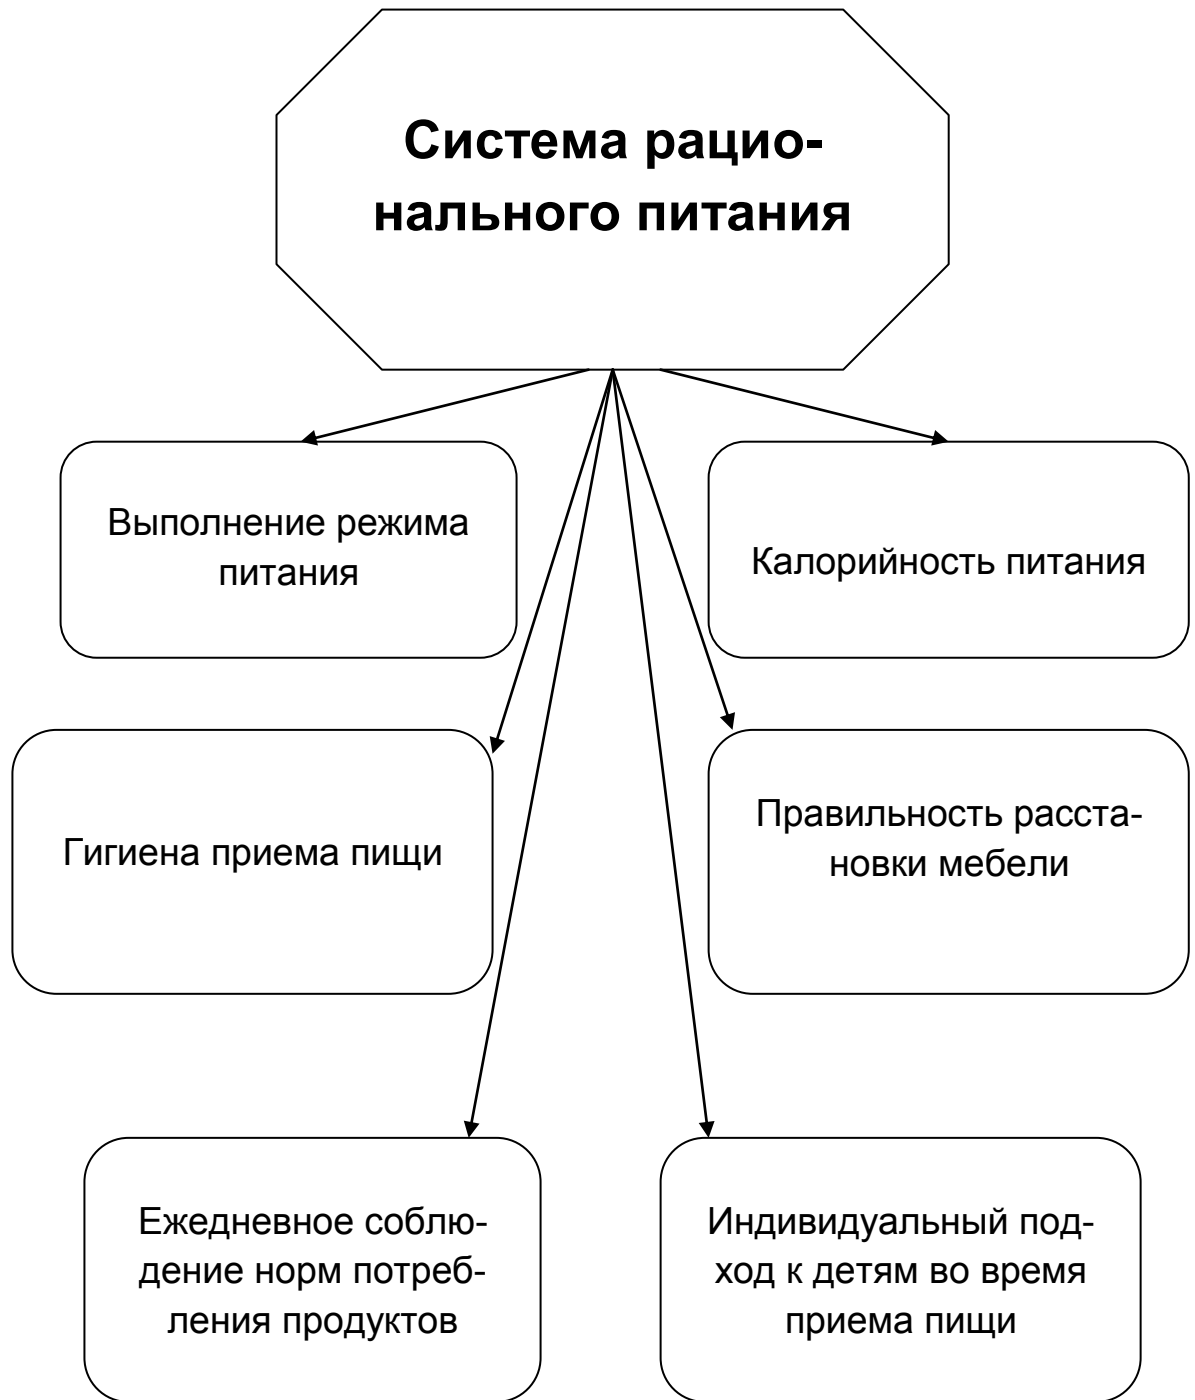 Система рацио-
нального питания
Выполнение режима
питания
Калорийность питания
Гигиена приема пищи
Правильность расста-
новки мебели
Ежедневное соблю-
дение норм потреб-
ления продуктов
Индивидуальный под-
ход к детям во время
приема пищи